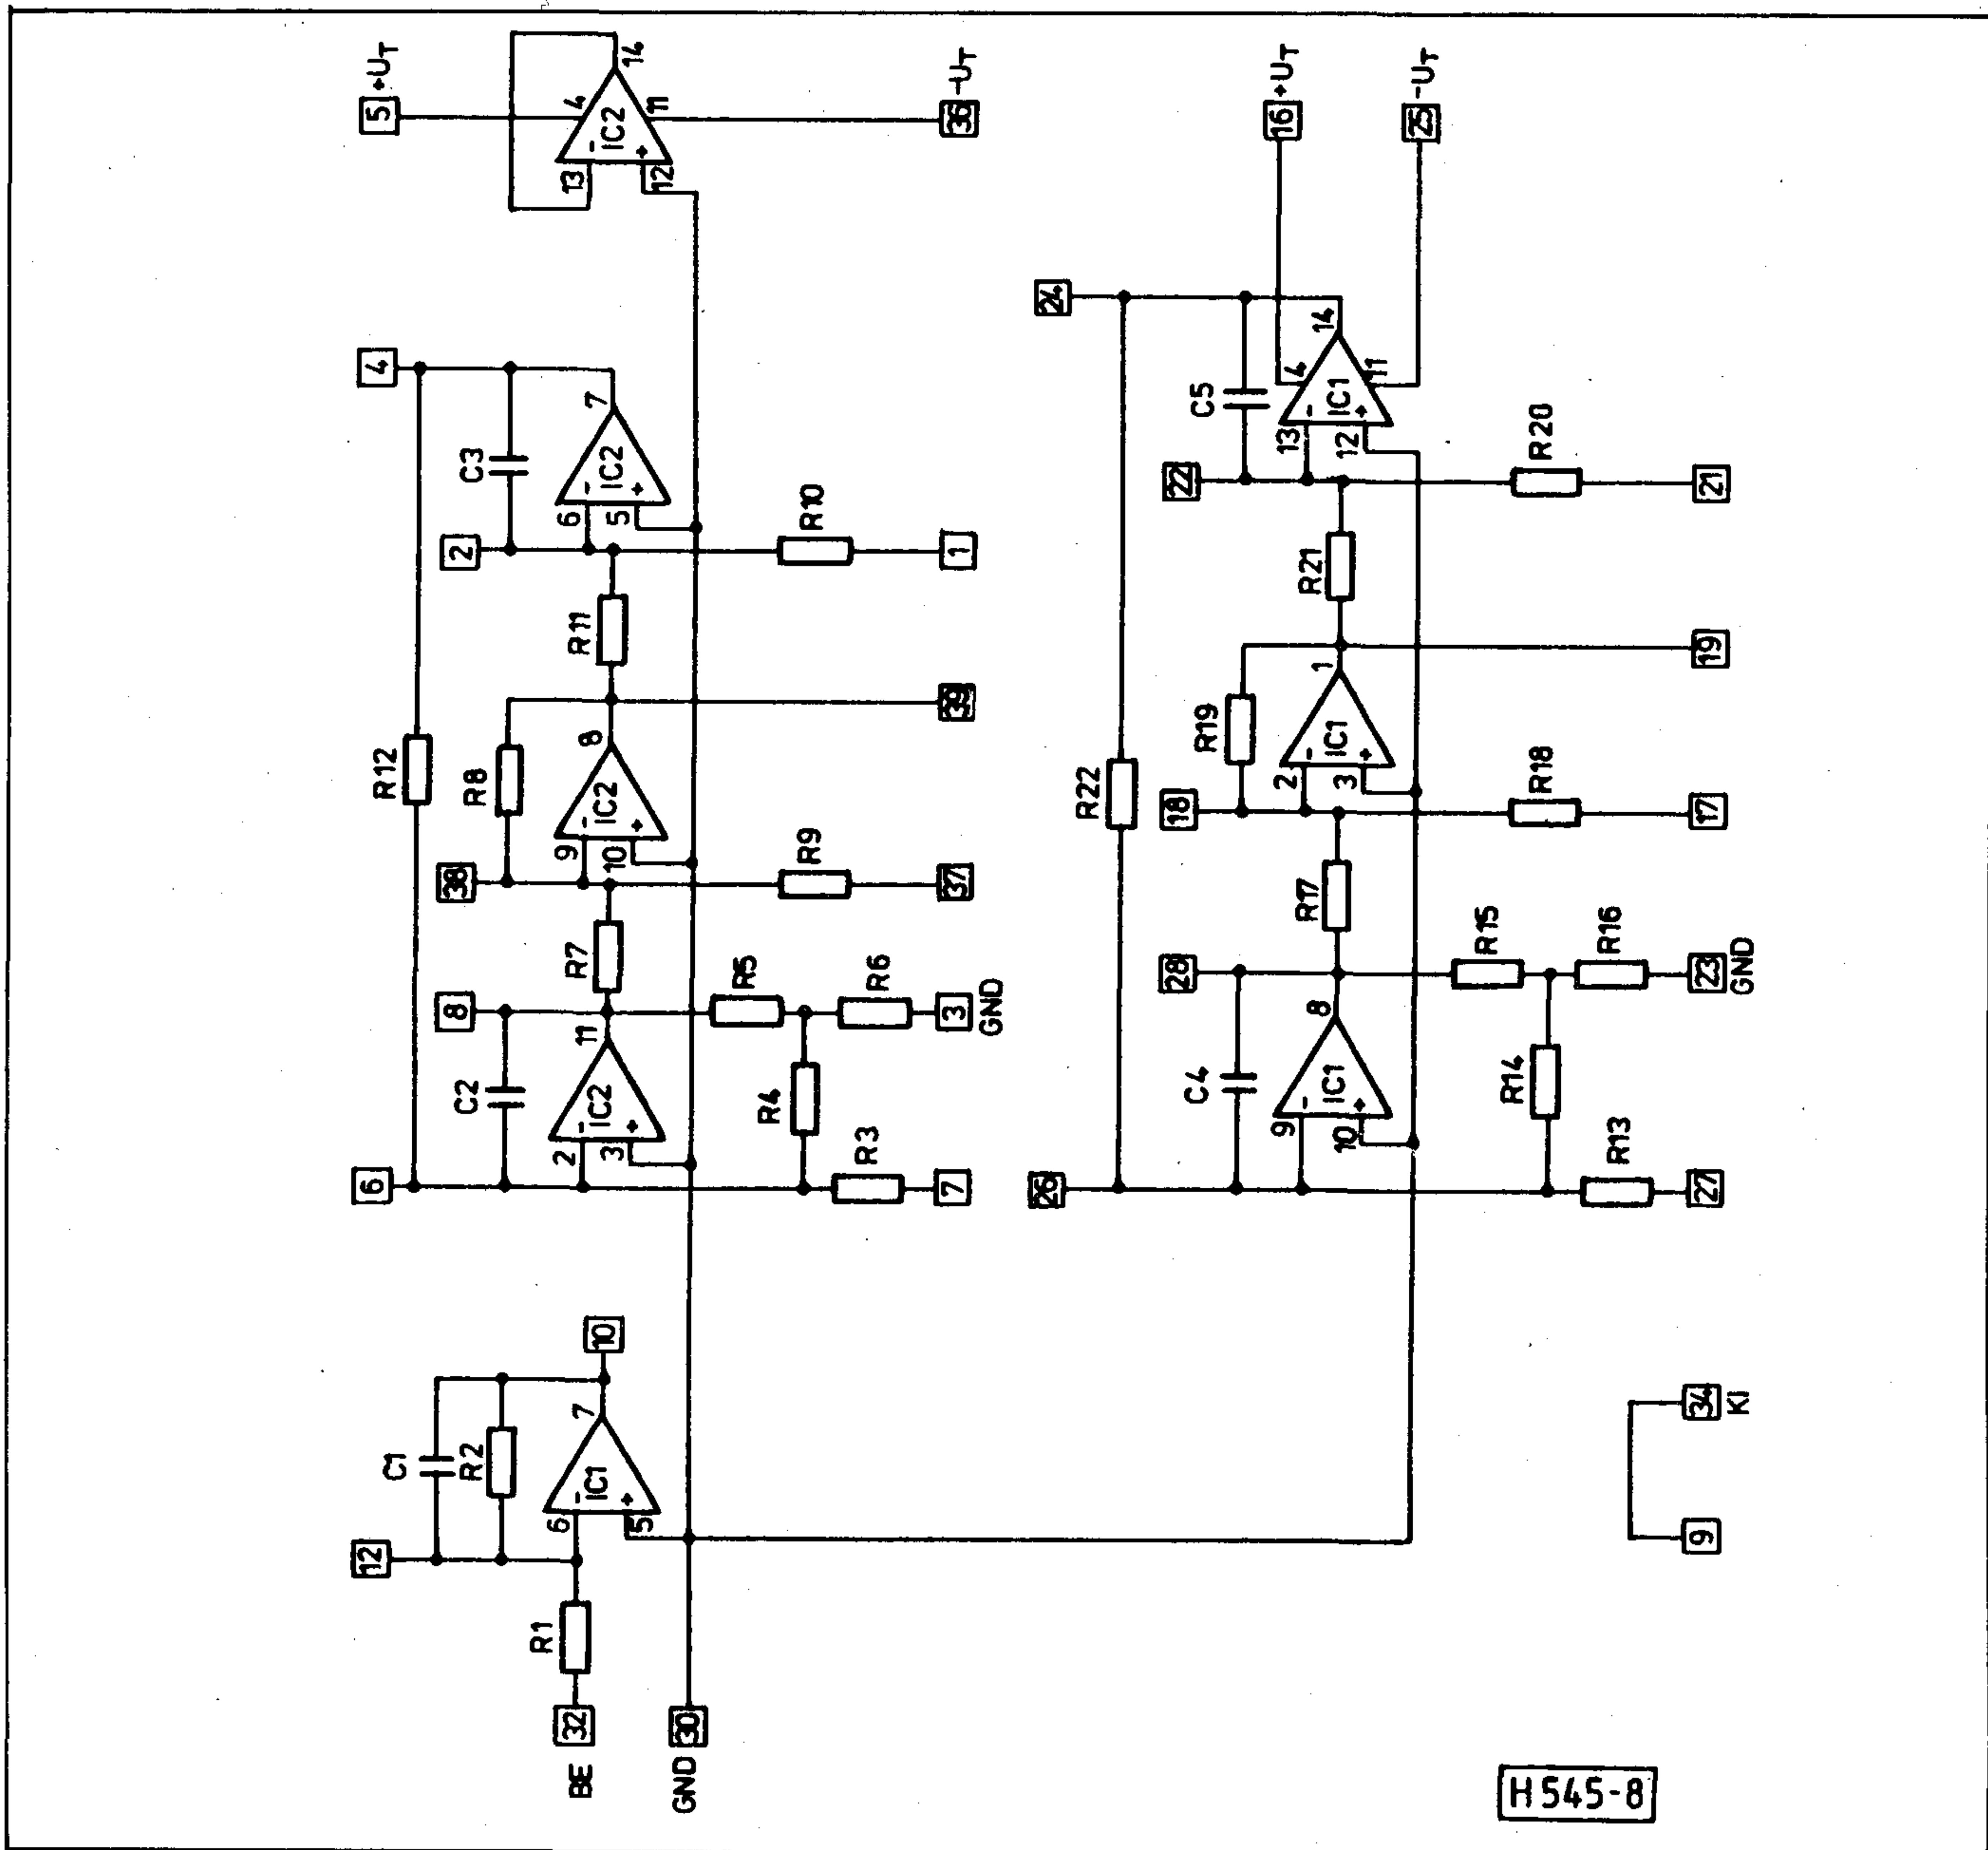 5 +UT
4
R12
6
12
C3
2
R8
38
8
C2
C1
R2
13 - 4 14
IC2
+ 12 11
6 - 7
IC2
5 +
R11
9 - 8
IC2
10 +
R7
2 - 11
IC2
3 +
10
6 - 7
IC1
5 +
R1
32 BE
30 GND
R10
R9
R5
R4
R6
R3
36 -UT
1
39
37
3 GND
7
24
R22
26
16 +UT
C5
22
R19
18
28
C4
13 - 4 14
IC1
12 + 11
R21
2 - 1
IC1
3 +
R17
9 - 8
IC1
10 +
25 -UT
R20
R18
R15
R16
R14
R13
21
19
17
23 GND
27
34 KI
9
H545-8